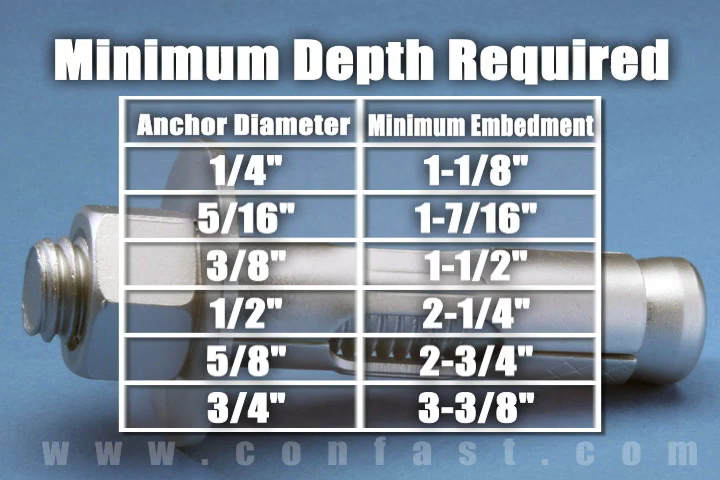 Minimum Depth Required
Anchor Diameter Minimum Embedment
1/4" 1-1/8"
5/16" 1-7/16"
3/8" 1-1/2"
1/2" 2-1/4"
5/8" 2-3/4"
3/4" 3-3/8"
www.confast.com